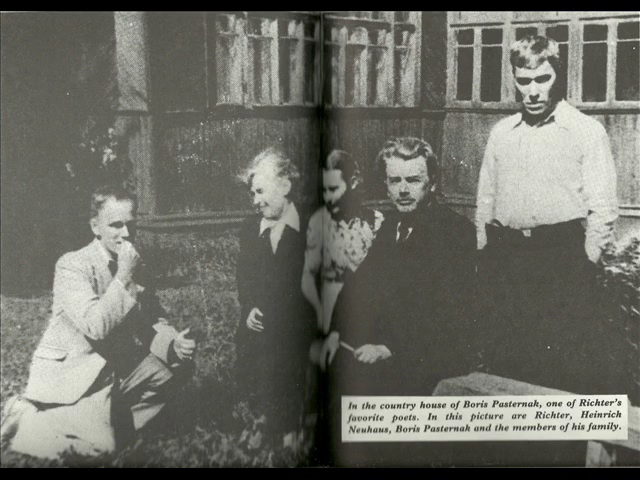 In the country house of Boris Pasternak, one of Richter's
favorite poets. In this picture are Richter, Heinrich
Neuhaus, Boris Pasternak and the members of his family.